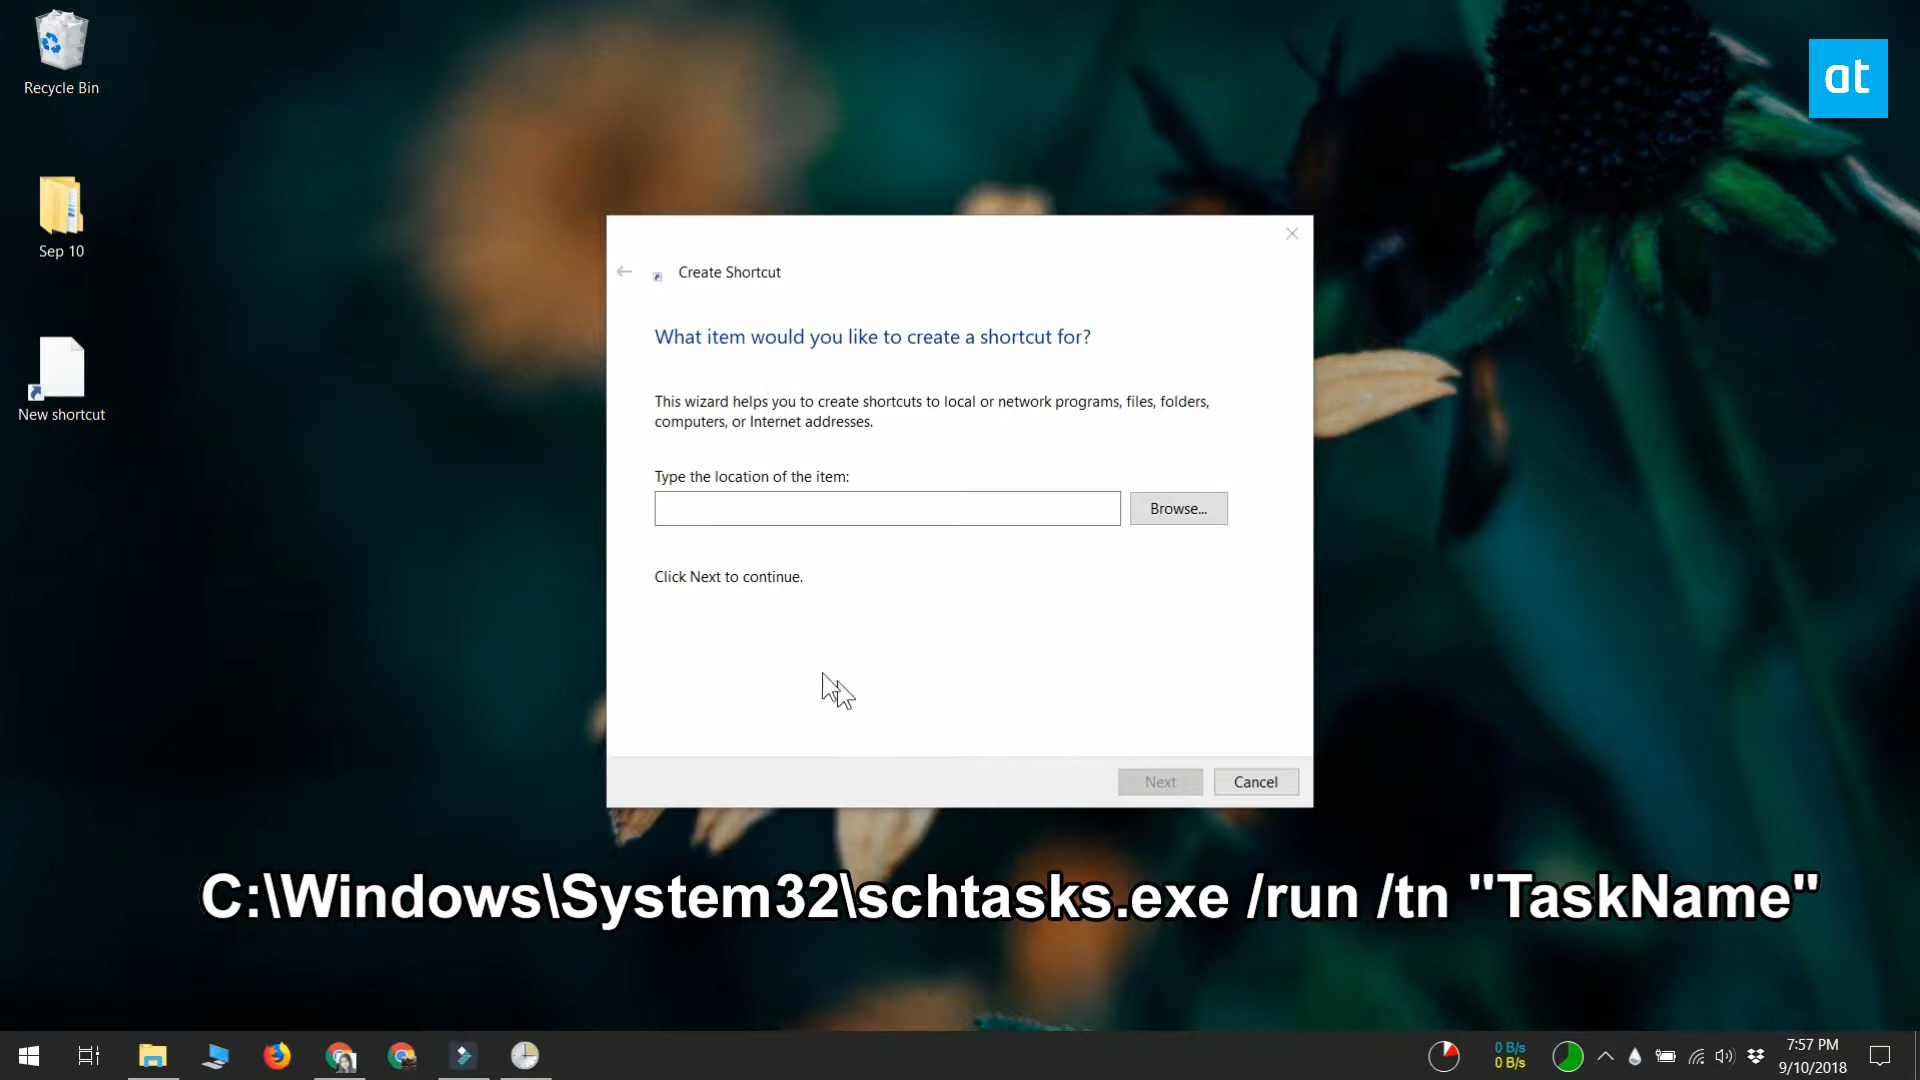 Recycle Bin
at
Sep 10
New shortcut
Create Shortcut
What item would you like to create a shortcut for?
This wizard helps you to create shortcuts to local or network programs, files, folders,
computers, or Internet addresses.
Type the location of the item:
Browse...
Click Next to continue.
Next
Cancel
C:\Windows\System32\schtasks.exe /run /tn "TaskName"
0 B/s
0 B/s
7:57 PM
9/10/2018